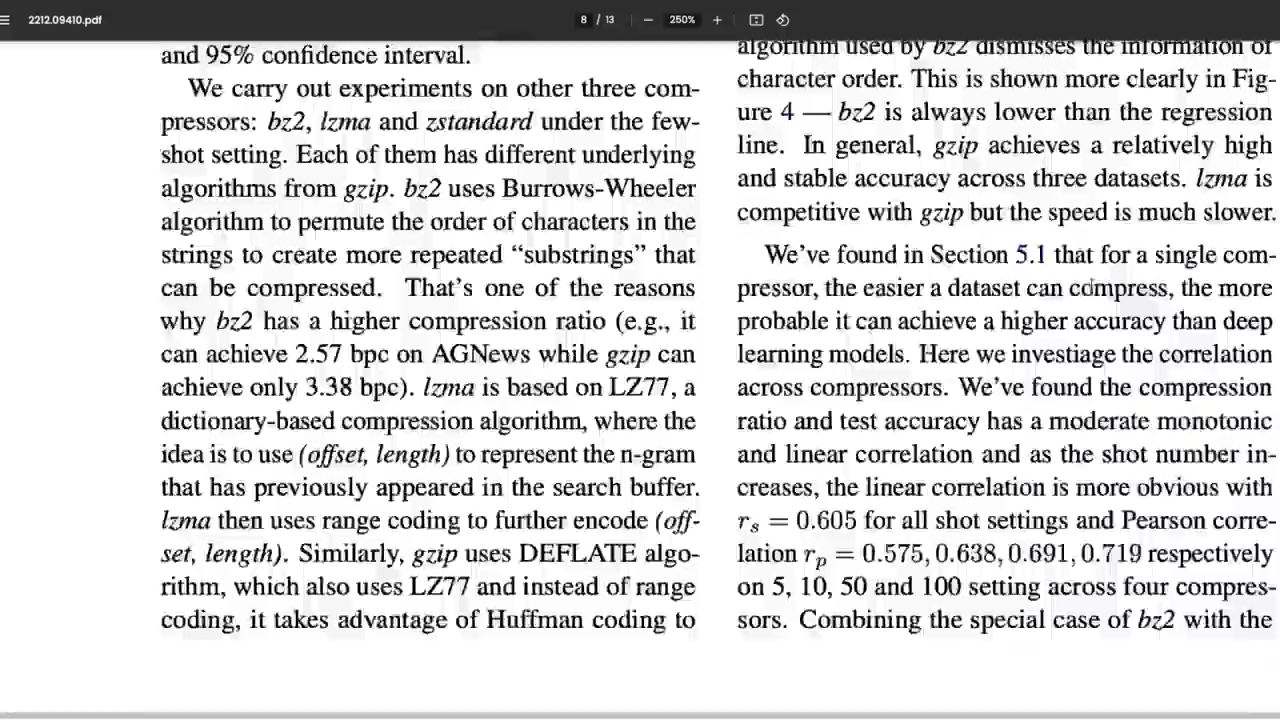 2212.09410.pdf
8 / 13
250%
and 95% confidence interval.
We carry out experiments on other three com-
pressors: bz2, lzma and zstandard under the few-
shot setting. Each of them has different underlying
algorithms from gzip. bz2 uses Burrows-Wheeler
algorithm to permute the order of characters in the
strings to create more repeated “substrings” that
can be compressed. That’s one of the reasons
why bz2 has a higher compression ratio (e.g., it
can achieve 2.57 bpc on AGNews while gzip can
achieve only 3.38 bpc). lzma is based on LZ77, a
dictionary-based compression algorithm, where the
idea is to use (offset, length) to represent the n-gram
that has previously appeared in the search buffer.
lzma then uses range coding to further encode (off-
set, length). Similarly, gzip uses DEFLATE algo-
rithm, which also uses LZ77 and instead of range
coding, it takes advantage of Huffman coding to
algorithm used by bz2 dismisses the information of
character order. This is shown more clearly in Fig-
ure 4 — bz2 is always lower than the regression
line. In general, gzip achieves a relatively high
and stable accuracy across three datasets. lzma is
competitive with gzip but the speed is much slower.
We’ve found in Section 5.1 that for a single com-
pressor, the easier a dataset can compress, the more
probable it can achieve a higher accuracy than deep
learning models. Here we investiage the correlation
across compressors. We’ve found the compression
ratio and test accuracy has a moderate monotonic
and linear correlation and as the shot number in-
creases, the linear correlation is more obvious with
rₛ = 0.605 for all shot settings and Pearson corre-
lation rₚ = 0.575, 0.638, 0.691, 0.719 respectively
on 5, 10, 50 and 100 setting across four compres-
sors. Combining the special case of bz2 with the